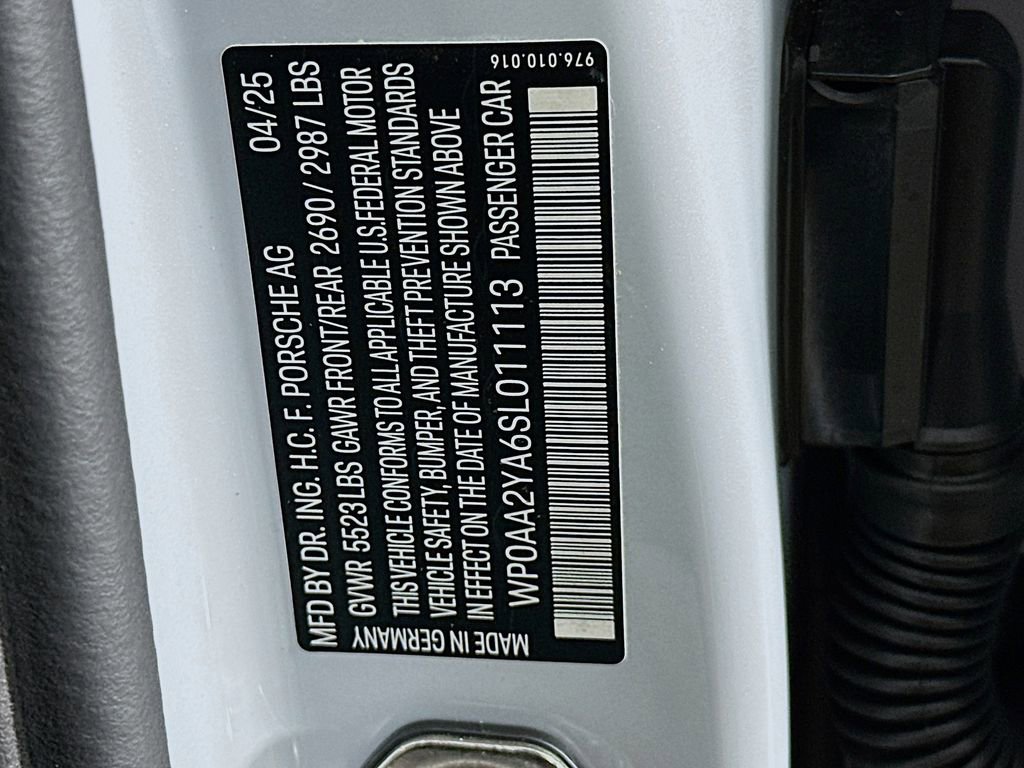 MFD BY DR. ING. H.C. F. PORSCHE AG 04/25
GVWR 5523LBS GAWR FRONT/REAR 2690 / 2987 LBS
THIS VEHICLE CONFORMS TO ALL APPLICABLE U.S.FEDERAL MOTOR
VEHICLE SAFETY, BUMPER, AND THEFT PREVENTION STANDARDS
IN EFFECT ON THE DATE OF MANUFACTURE SHOWN ABOVE
WP0AA2YA6SL011113 PASSENGER CAR
MADE IN GERMANY
976.010.016